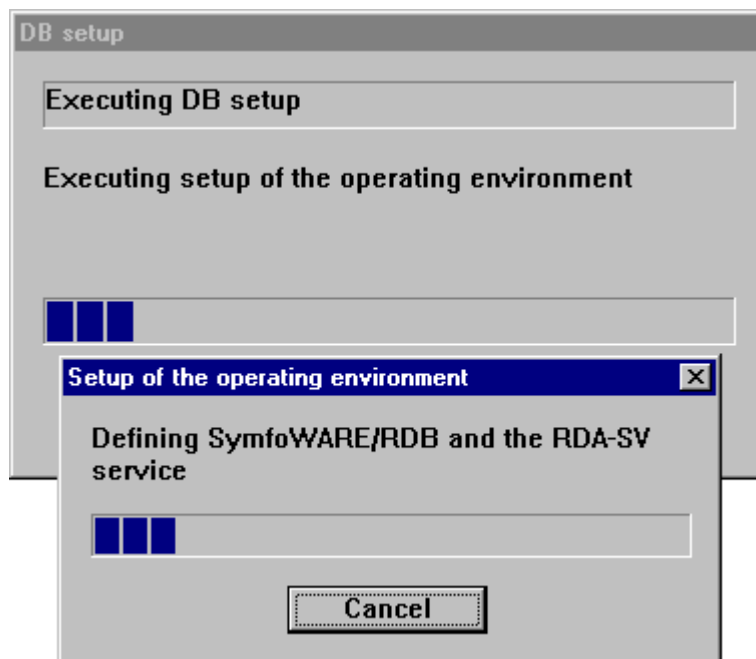 DB setup
Executing DB setup
Executing setup of the operating environment
Setup of the operating environment
Defining SymfoWARE/RDB and the RDA-SV
service
Cancel